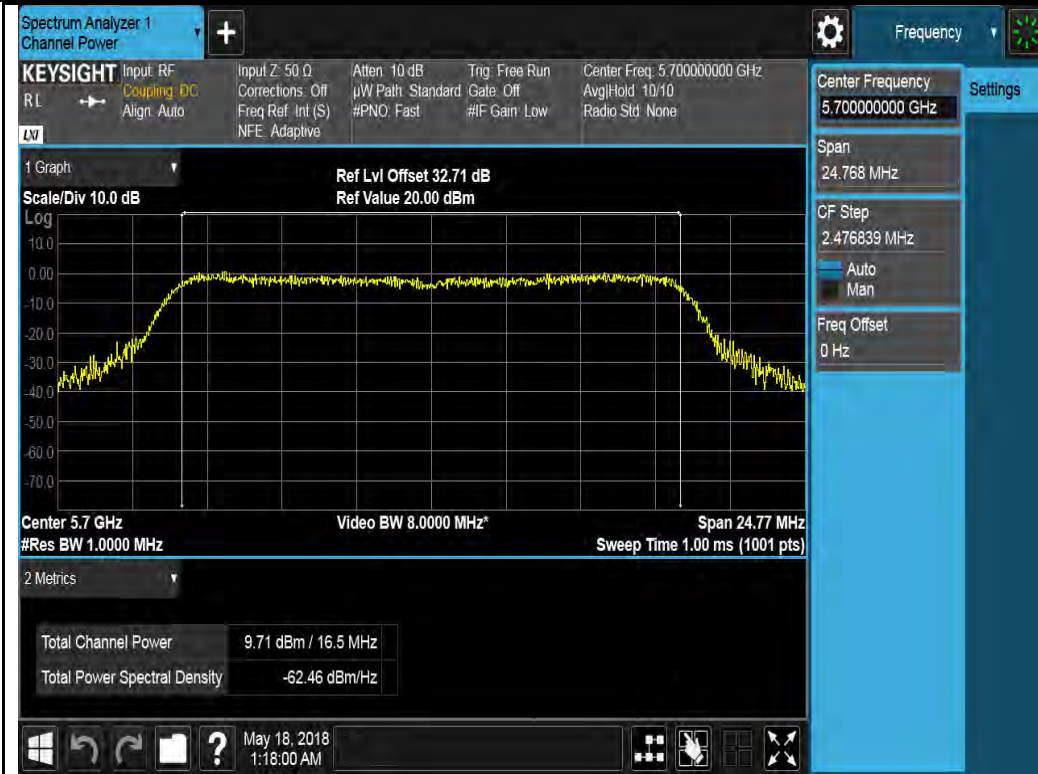 Spectrum Analyzer 1
Channel Power
+
Frequency
KEYSIGHT
RL
LXI
Input: RF
Coupling: DC
Align: Auto
Input Z: 50 Ω
Corrections: Off
Freq Ref: Int (S)
NFE: Adaptive
Atten: 10 dB
µW Path: Standard
#PNO: Fast
Trig: Free Run
Gate: Off
#IF Gain: Low
Center Freq: 5.700000000 GHz
Avg|Hold: 10/10
Radio Std: None
Center Frequency
5.700000000 GHz
Settings
Span
24.768 MHz
CF Step
2.476839 MHz
Auto
Man
Freq Offset
0 Hz
1 Graph
Scale/Div 10.0 dB
Ref Lvl Offset 32.71 dB
Ref Value 20.00 dBm
Log
10.0
0.00
-10.0
-20.0
-30.0
-40.0
-50.0
-60.0
-70.0
Center 5.7 GHz
#Res BW 1.0000 MHz
Video BW 8.0000 MHz*
Span 24.77 MHz
Sweep Time 1.00 ms (1001 pts)
2 Metrics
Total Channel Power 9.71 dBm / 16.5 MHz
Total Power Spectral Density -62.46 dBm/Hz
?
May 18, 2018
1:18:00 AM